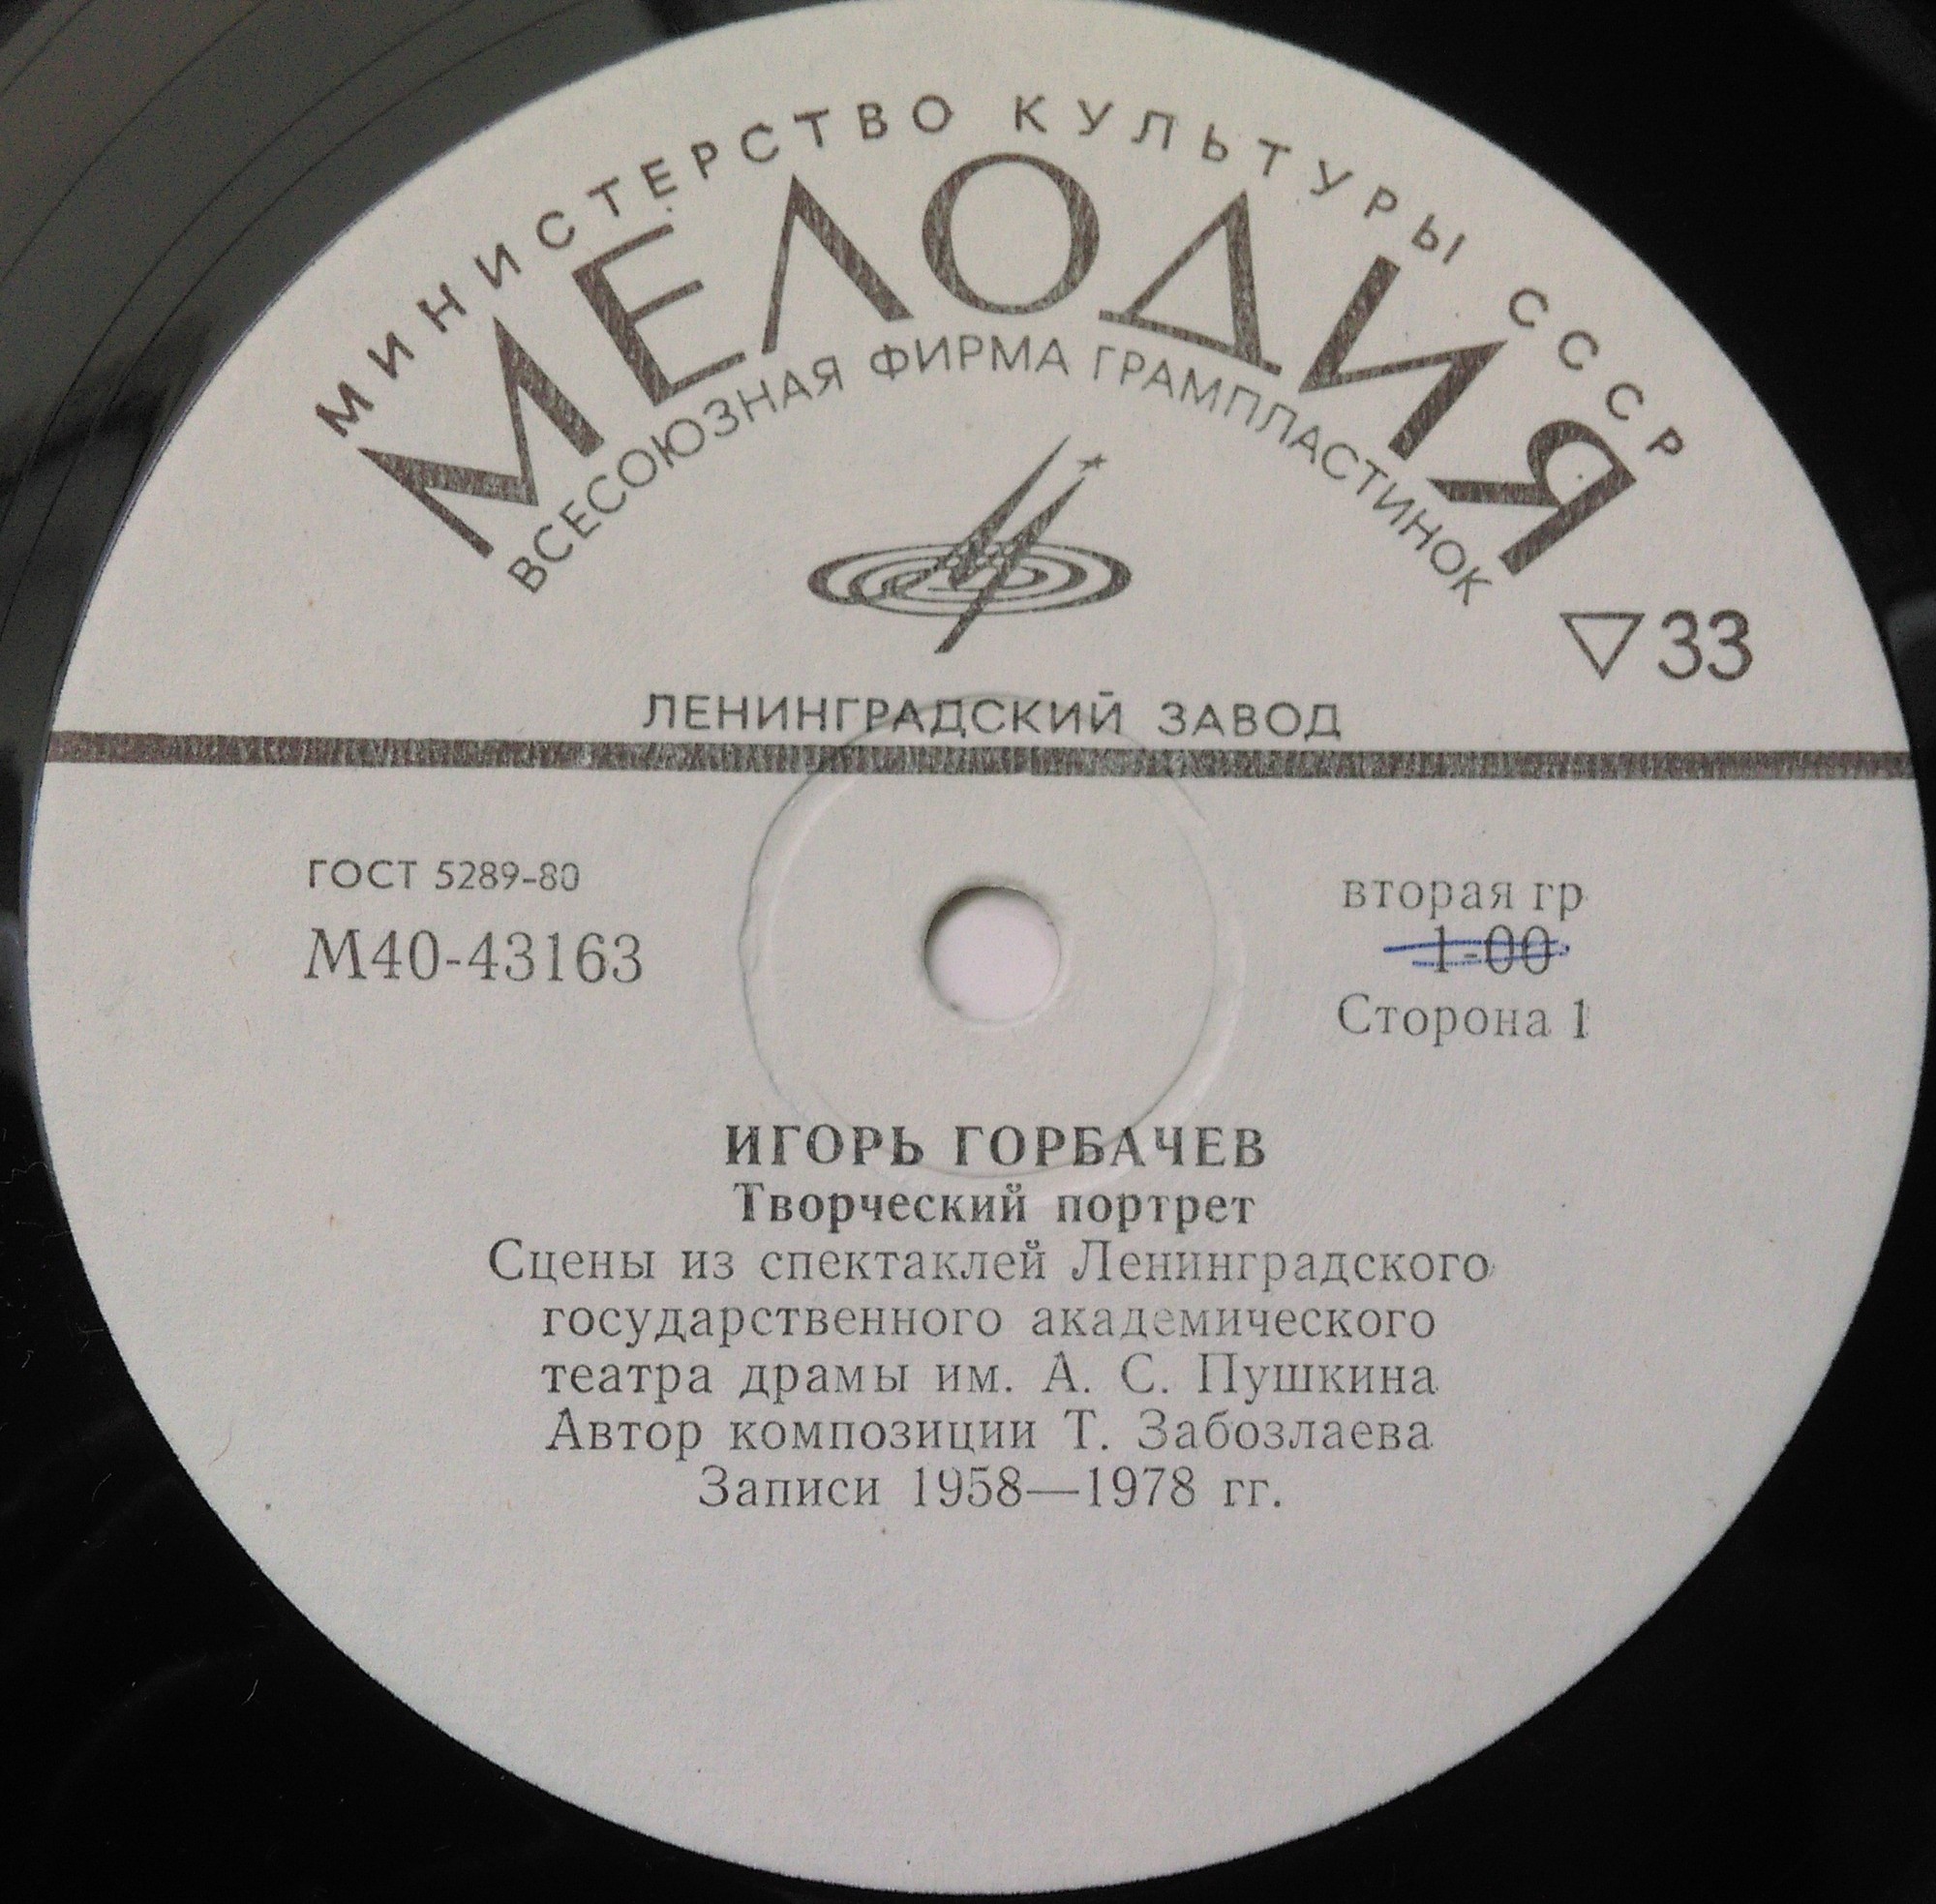 МИНИСТЕРСТВО КУЛЬТУРЫ СССР
МЕЛОДИЯ
ВСЕСОЮЗНАЯ ФИРМА ГРАМПЛАСТИНОК
33
ЛЕНИНГРАДСКИЙ ЗАВОД
ГОСТ 5289-80
М40-43163
вторая гр
1-00
Сторона 1
ИГОРЬ ГОРБАЧЕВ
Творческий портрет
Сцены из спектаклей Ленинградского
государственного академического
театра драмы им. А. С. Пушкина
Автор композиции Т. Забозлаева
Записи 1958—1978 гг.